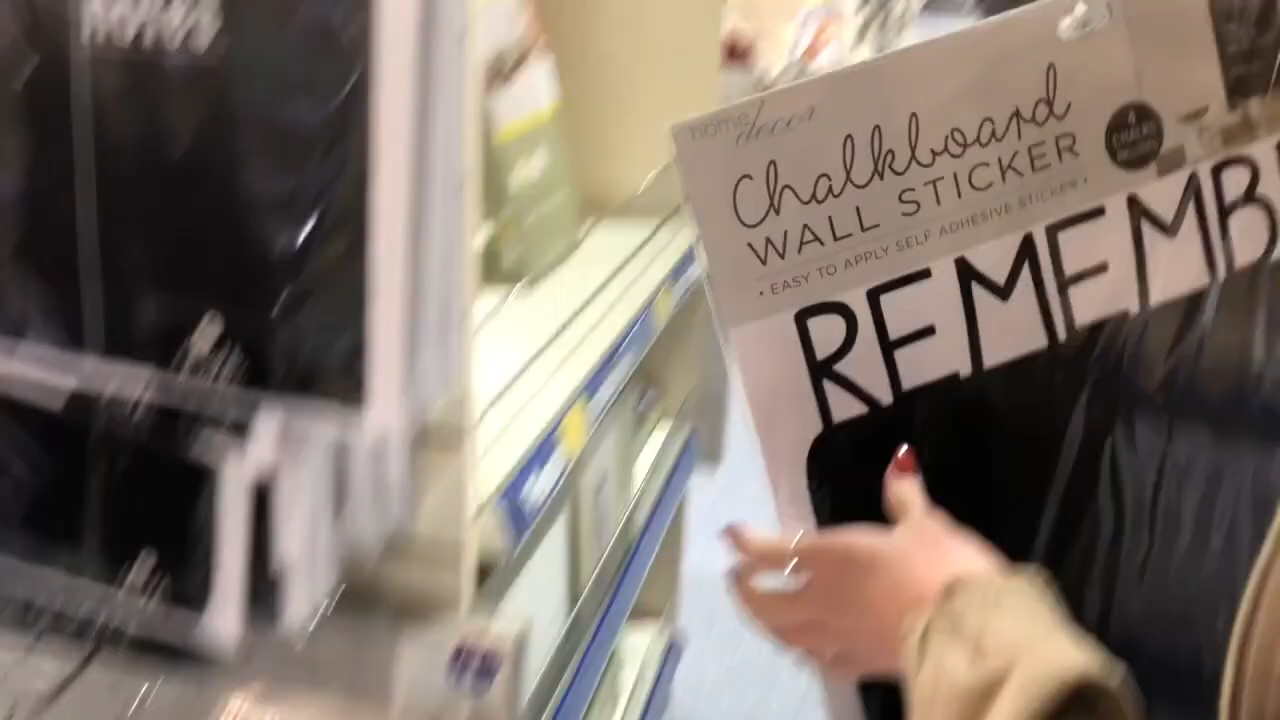 home decor
Chalkboard
WALL STICKER
• EASY TO APPLY SELF ADHESIVE STICKER •
REMEMB